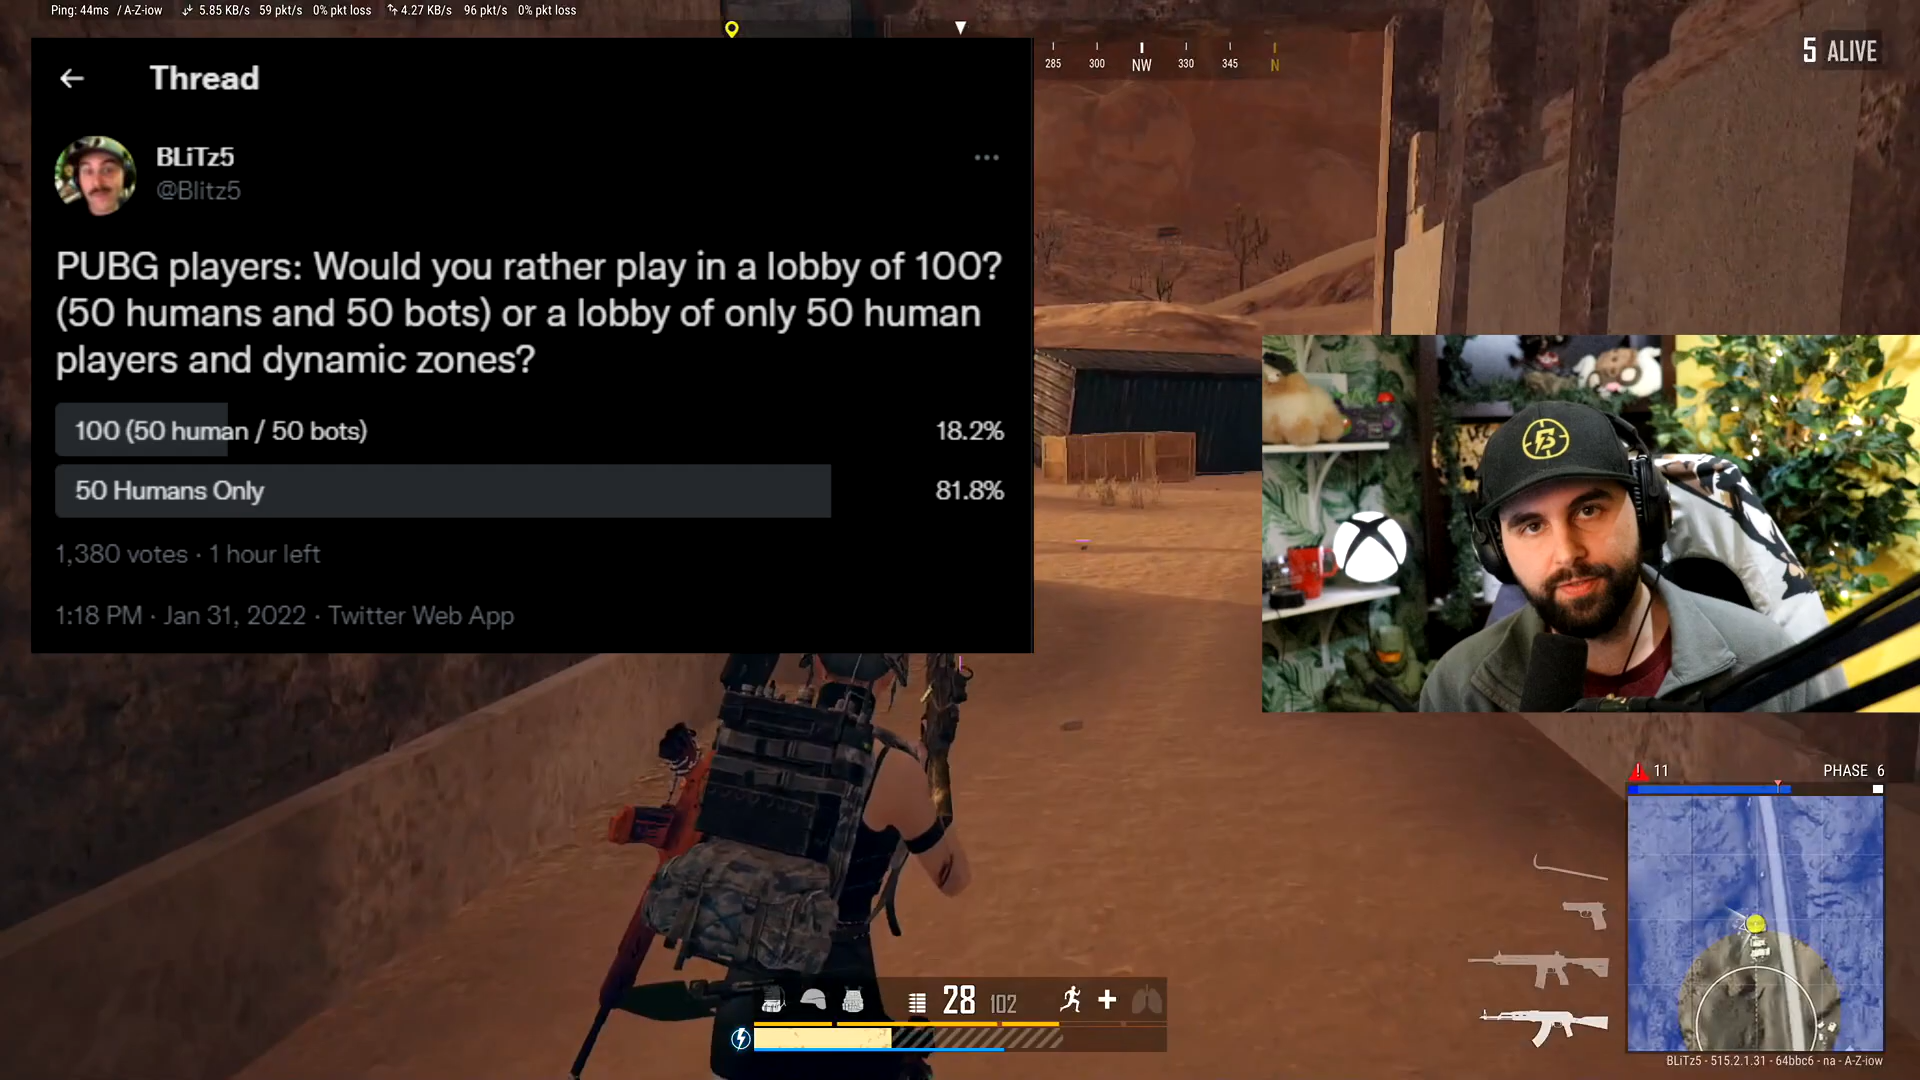 Ping: 44ms / A-Z-iow 5.85 KB/s 59 pkt/s 0% pkt loss 4.27 KB/s 96 pkt/s 0% pkt loss
285 300 NW 330 345 N
5 ALIVE
Thread
BLiTz5
@Blitz5
PUBG players: Would you rather play in a lobby of 100?
(50 humans and 50 bots) or a lobby of only 50 human
players and dynamic zones?
100 (50 human / 50 bots) 18.2%
50 Humans Only 81.8%
1,380 votes · 1 hour left
1:18 PM · Jan 31, 2022 · Twitter Web App
11 PHASE 6
28 102
BLiTz5 - 515.2.1.31 - 64bbc6 - na - A-Z-iow